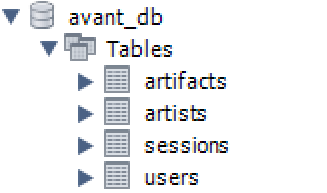 avant_db
Tables
artifacts
artists
sessions
users